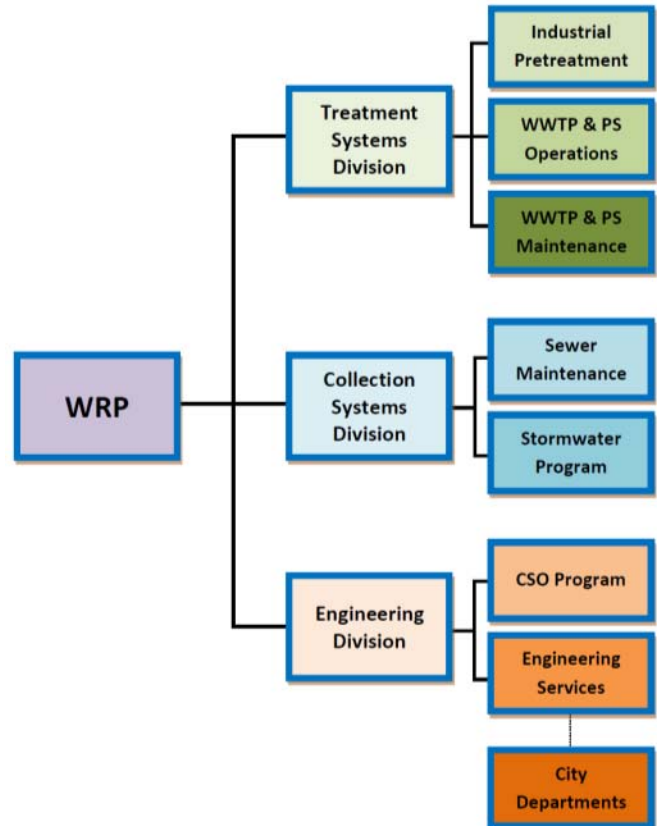 Industrial
Pretreatment
Treatment
Systems
Division
WWTP & PS
Operations
WWTP & PS
Maintenance
WRP
Collection
Systems
Division
Sewer
Maintenance
Stormwater
Program
Engineering
Division
CSO Program
Engineering
Services
City
Departments